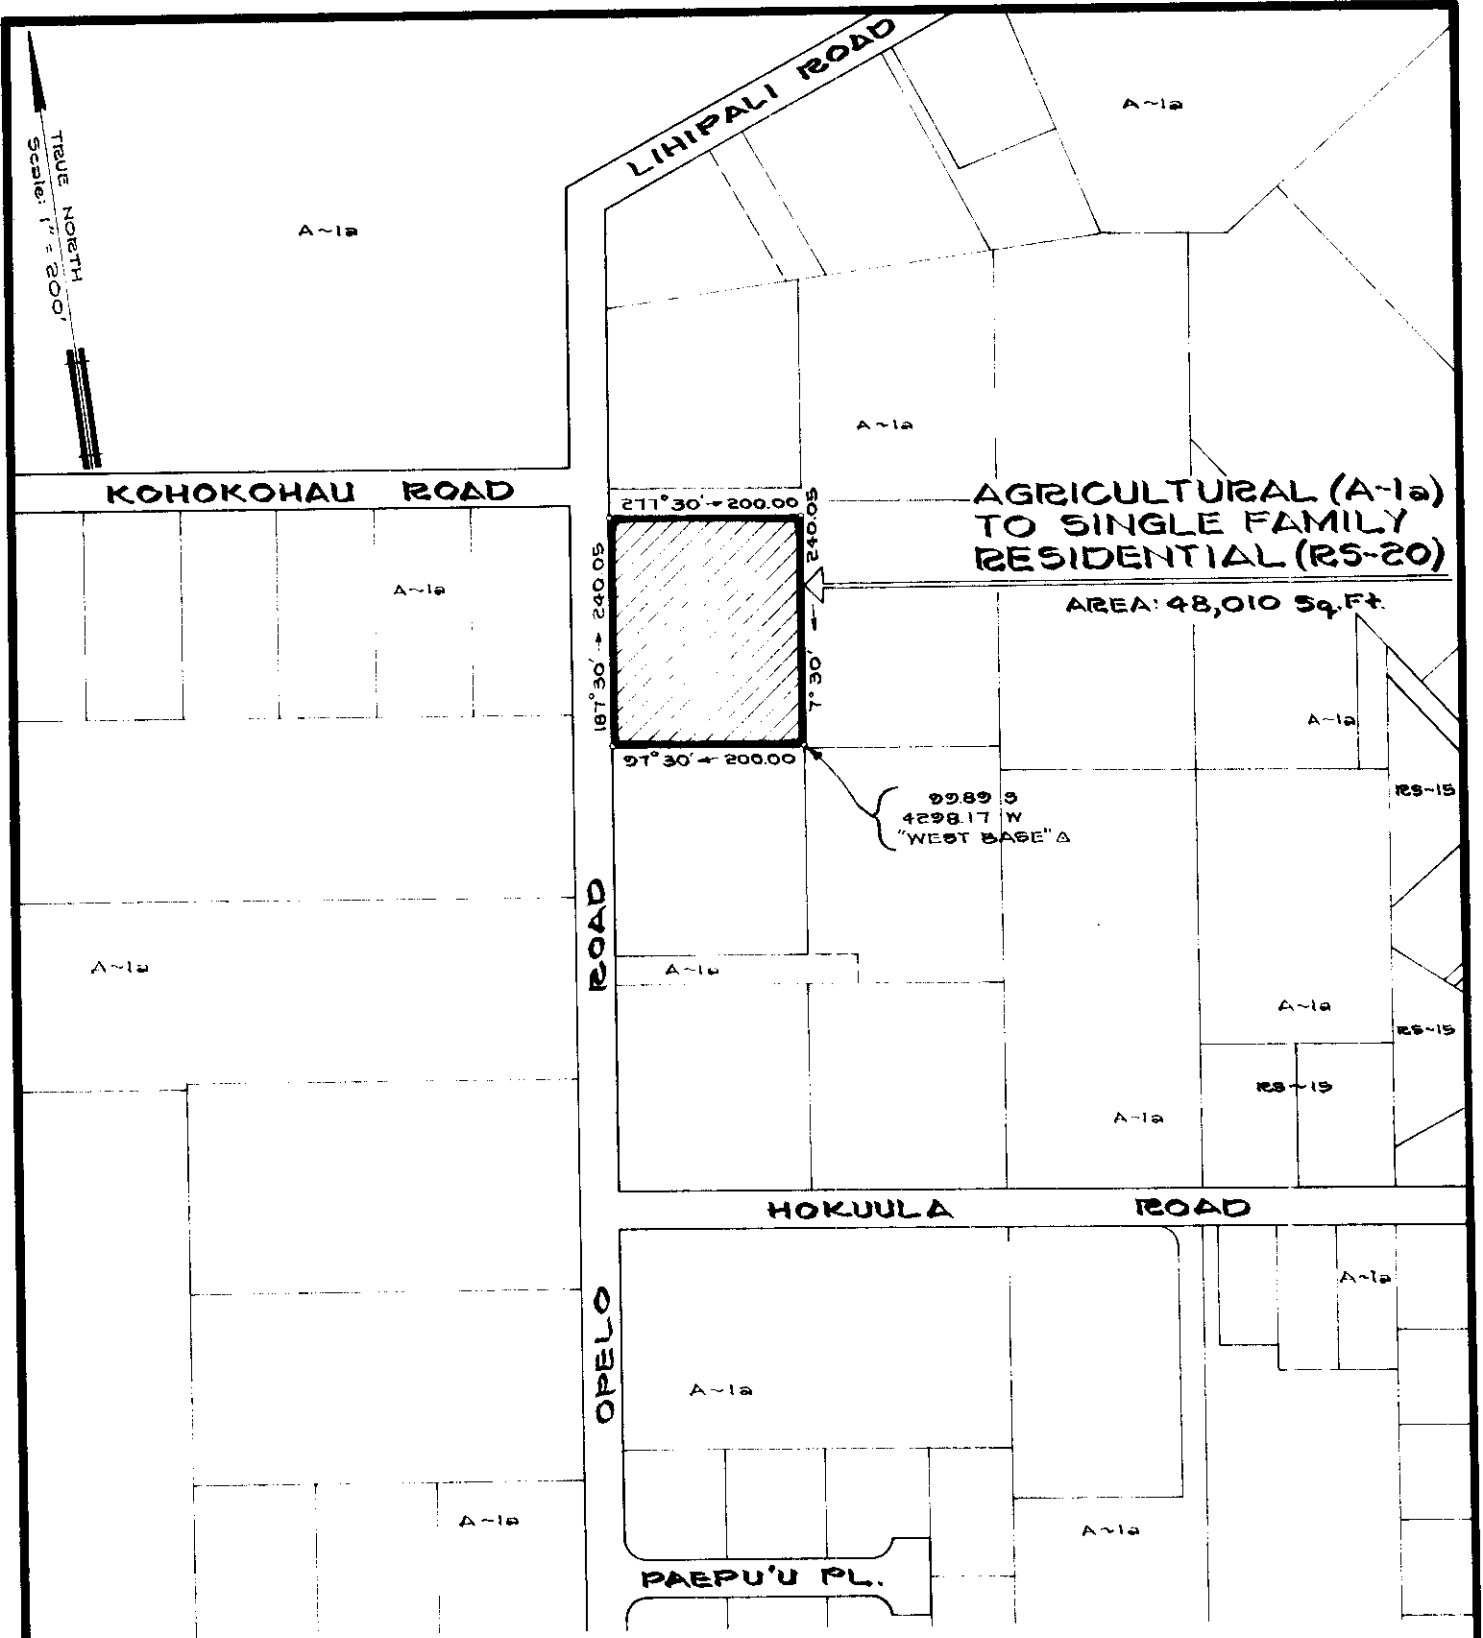 LIHIPALI ROAD
A~1a
TRUE NORTH
Scale: 1" = 200'
A~1a
A~1a
KOHOKOHAU ROAD
277°30' 200.00
AGRICULTURAL (A-1a)
TO SINGLE FAMILY
RESIDENTIAL (RS-20)
AREA: 48,010 Sq.Ft.
187°30' 240.05
7°30' 240.05
A~1a
A~1a
97°30' 200.00
99.89 S
4298.17 W
"WEST BASE" Δ
RS~15
ROAD
A~1a
A~1a
A~1a
RS~15
RS~15
A~1a
HOKUULA ROAD
A~1a
OPELO
A~1a
A~1a
A~1a
PAEPU'U PL.